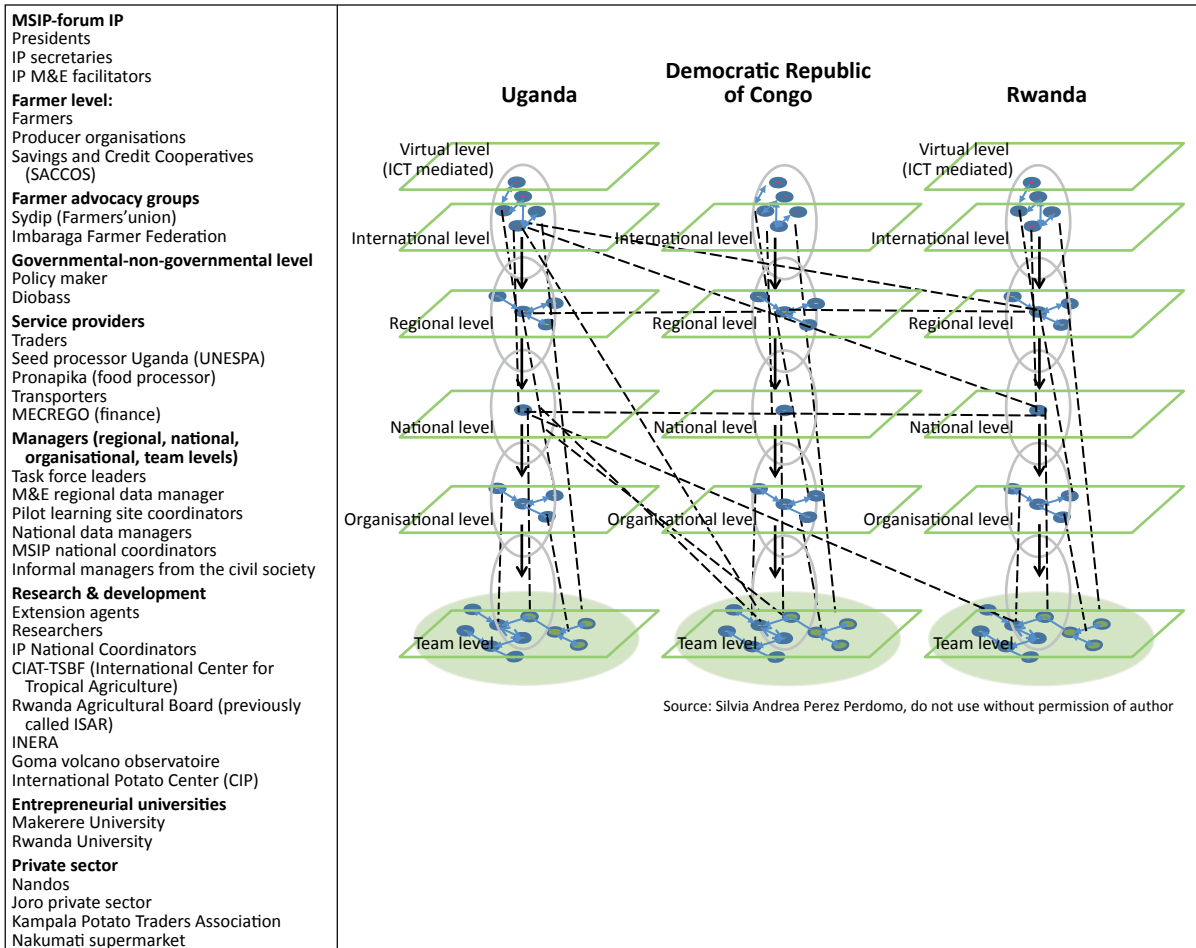 MSIP-forum IP
Presidents
IP secretaries
IP M&E facilitators
Farmer level:
Farmers
Producer organisations
Savings and Credit Cooperatives
(SACCOS)
Farmer advocacy groups
Sydip (Farmers'union)
Imbaraga Farmer Federation
Governmental-non-governmental level
Policy maker
Diobass
Service providers
Traders
Seed processor Uganda (UNESPA)
Pronapika (food processor)
Transporters
MECREGO (finance)
Managers (regional, national,
organisational, team levels)
Task force leaders
M&E regional data manager
Pilot learning site coordinators
National data managers
MSIP national coordinators
Informal managers from the civil society
Research & development
Extension agents
Researchers
IP National Coordinators
CIAT-TSBF (International Center for
Tropical Agriculture)
Rwanda Agricultural Board (previously
called ISAR)
INERA
Goma volcano observatoire
International Potato Center (CIP)
Entrepreneurial universities
Makerere University
Rwanda University
Private sector
Nandos
Joro private sector
Kampala Potato Traders Association
Nakumati supermarket
Uganda
Virtual level
(ICT mediated)
International level
Regional level
National level
Organisational level
Team level
Democratic Republic
of Congo
International level
Regional level
National level
Organisational level
Team level
Rwanda
Virtual level
(ICT mediated)
International level
Regional level
National level
Organisational level
Team level
Source: Silvia Andrea Perez Perdomo, do not use without permission of author